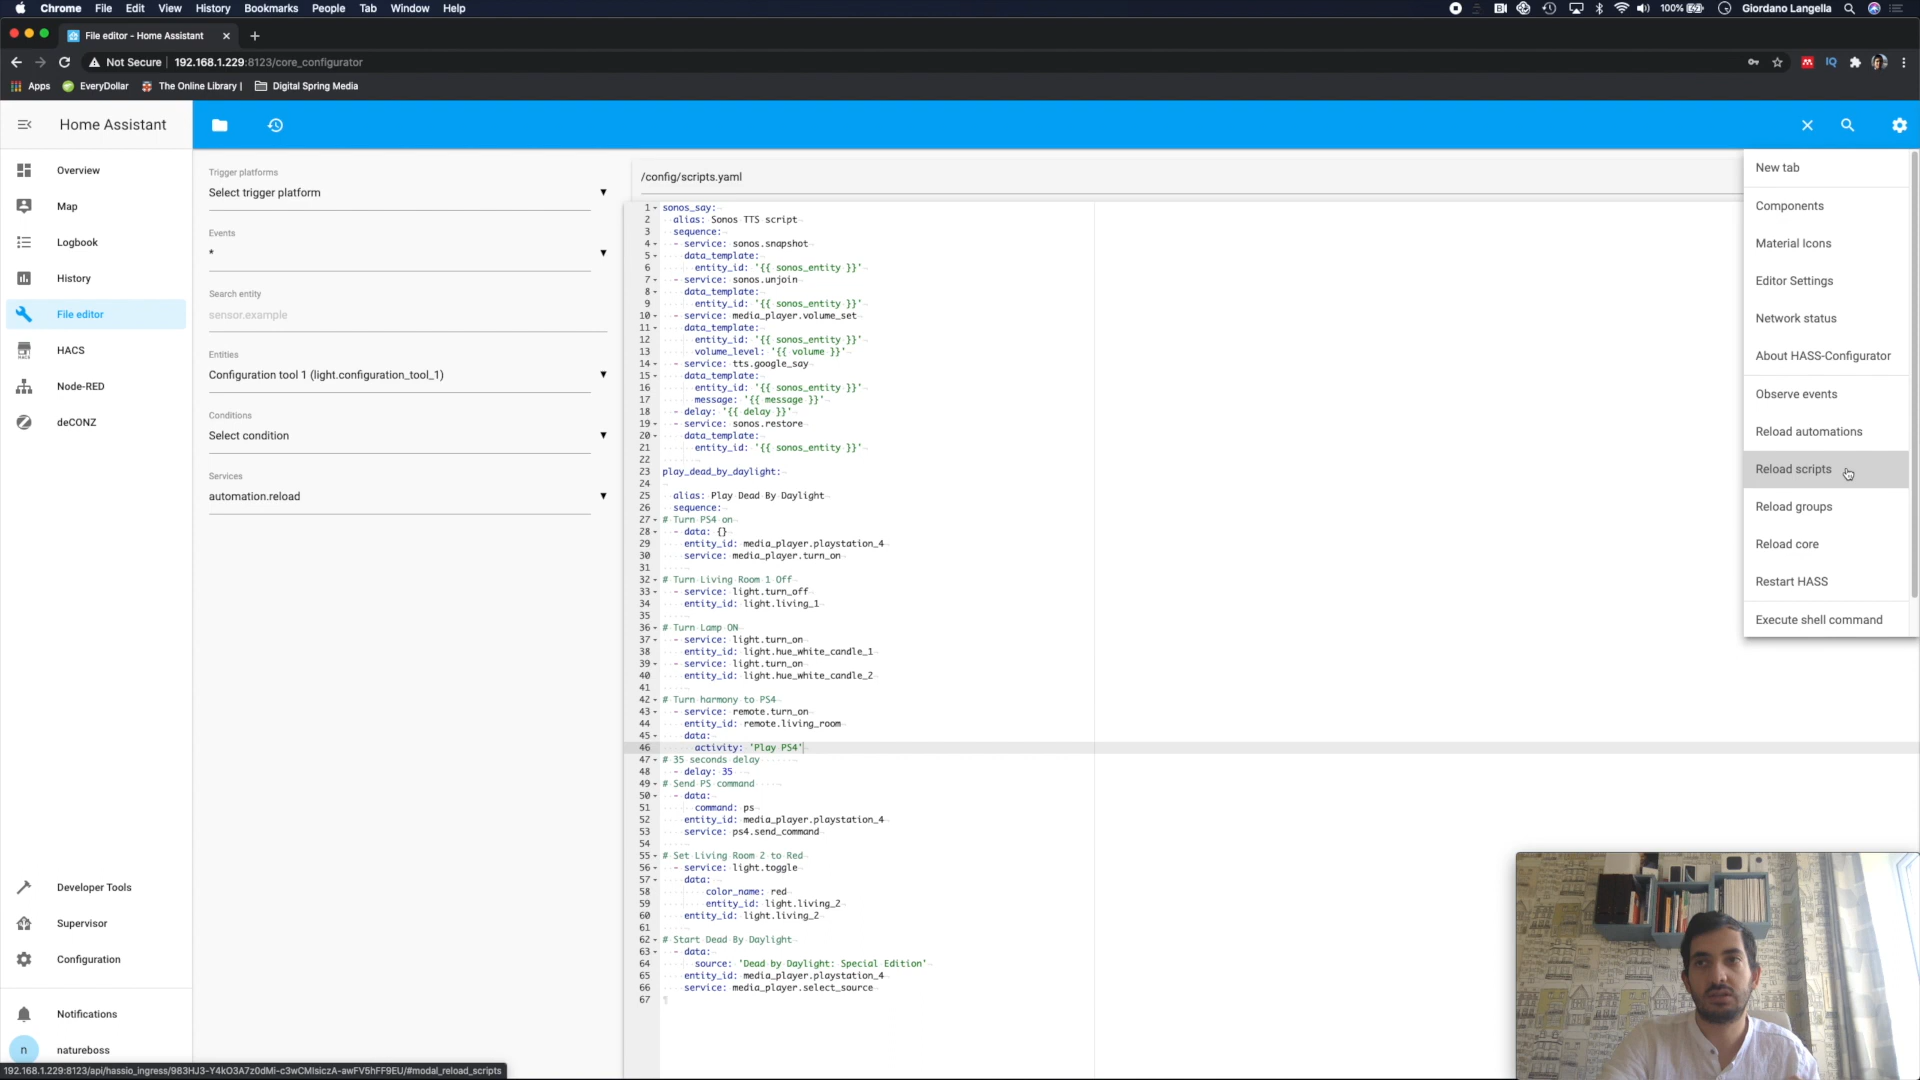 Chrome File Edit View History Bookmarks People Tab Window Help
100% Giordano Langella
File editor - Home Assistant
Not Secure 192.168.1.229:8123/core_configurator
Apps EveryDollar The Online Library | Digital Spring Media
Home Assistant
Overview
Map
Logbook
History
File editor
HACS
Node-RED
deCONZ
Developer Tools
Supervisor
Configuration
Notifications
n natureboss
192.168.1.229:8123/api/hassio_ingress/983HJ3-Y4kO3A7z0dMi-c3wCMlsiczA-awFV5hFF9EU/#modal_reload_scripts
Trigger platforms
Select trigger platform
Events
*
Search entity
sensor.example
Entities
Configuration tool 1 (light.configuration_tool_1)
Conditions
Select condition
Services
automation.reload
/config/scripts.yaml
1 sonos_say:
2 alias: Sonos TTS script
3 sequence:
4 - service: sonos.snapshot
5 data_template:
6 entity_id: '{{ sonos_entity }}'
7 - service: sonos.unjoin
8 data_template:
9 entity_id: '{{ sonos_entity }}'
10 - service: media_player.volume_set
11 data_template:
12 entity_id: '{{ sonos_entity }}'
13 volume_level: '{{ volume }}'
14 - service: tts.google_say
15 data_template:
16 entity_id: '{{ sonos_entity }}'
17 message: '{{ message }}'
18 - delay: '{{ delay }}'
19 - service: sonos.restore
20 data_template:
21 entity_id: '{{ sonos_entity }}'
22
23 play_dead_by_daylight:
24
25 alias: Play Dead By Daylight
26 sequence:
27 # Turn PS4 on
28 - data: {}
29 entity_id: media_player.playstation_4
30 service: media_player.turn_on
31
32 # Turn Living Room 1 Off
33 - service: light.turn_off
34 entity_id: light.living_1
35
36 # Turn Lamp ON
37 - service: light.turn_on
38 entity_id: light.hue_white_candle_1
39 - service: light.turn_on
40 entity_id: light.hue_white_candle_2
41
42 # Turn harmony to PS4
43 - service: remote.turn_on
44 entity_id: remote.living_room
45 data:
46 activity: 'Play PS4'
47 # 35 seconds delay
48 - delay: 35
49 # Send PS command
50 - data:
51 command: ps
52 entity_id: media_player.playstation_4
53 service: ps4.send_command
54
55 # Set Living Room 2 to Red
56 - service: light.toggle
57 data:
58 color_name: red
59 entity_id: light.living_2
60 entity_id: light.living_2
61
62 # Start Dead By Daylight
63 - data:
64 source: 'Dead by Daylight: Special Edition'
65 entity_id: media_player.playstation_4
66 service: media_player.select_source
67
New tab
Components
Material Icons
Editor Settings
Network status
About HASS-Configurator
Observe events
Reload automations
Reload scripts
Reload groups
Reload core
Restart HASS
Execute shell command